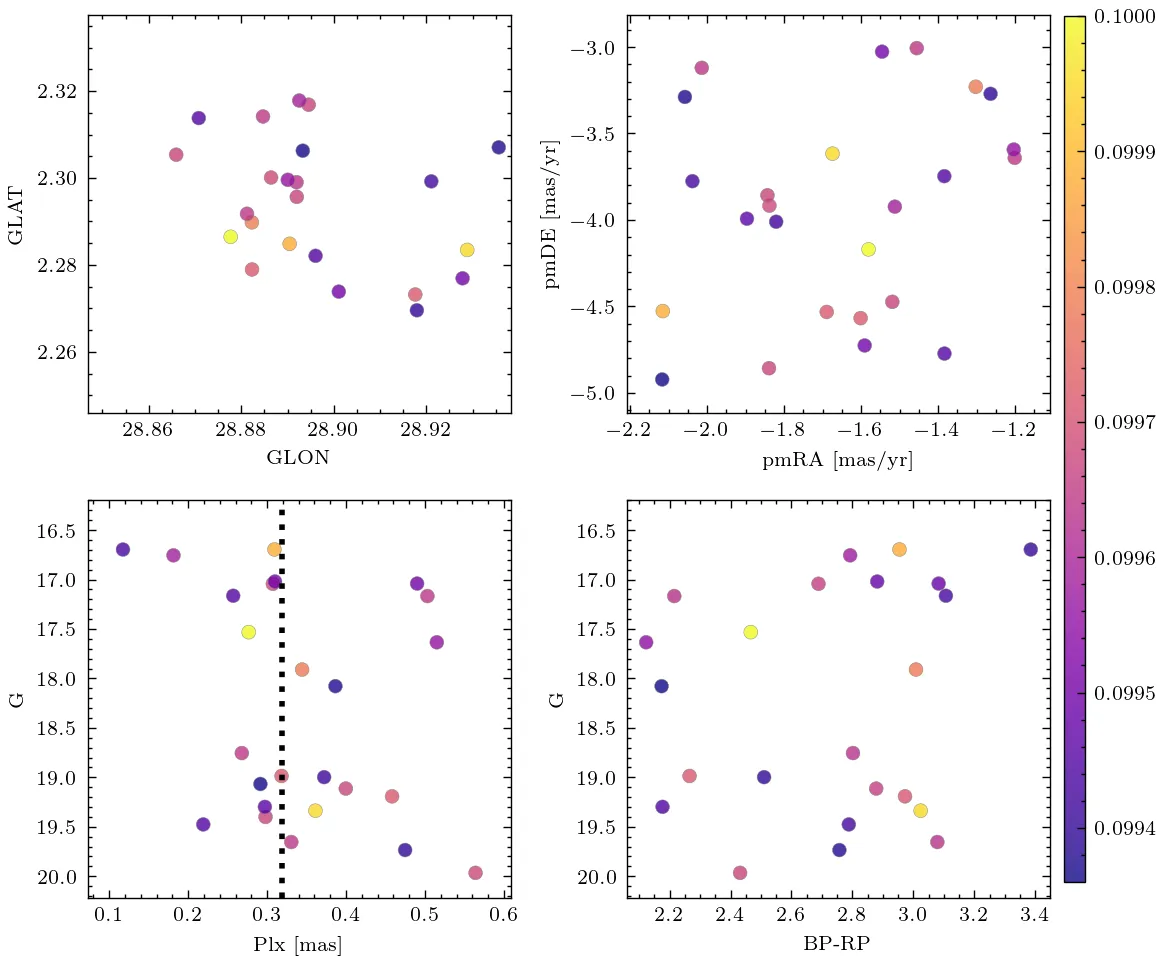 2.32
2.30
2.28
2.26
GLAT
28.86 28.88 28.90 28.92
GLON
−3.0
−3.5
−4.0
−4.5
−5.0
pmDE [mas/yr]
−2.2 −2.0 −1.8 −1.6 −1.4 −1.2
pmRA [mas/yr]
16.5
17.0
17.5
18.0
18.5
19.0
19.5
20.0
G
0.1 0.2 0.3 0.4 0.5 0.6
Plx [mas]
16.5
17.0
17.5
18.0
18.5
19.0
19.5
20.0
G
2.2 2.4 2.6 2.8 3.0 3.2 3.4
BP-RP
0.1000
0.0999
0.0998
0.0997
0.0996
0.0995
0.0994